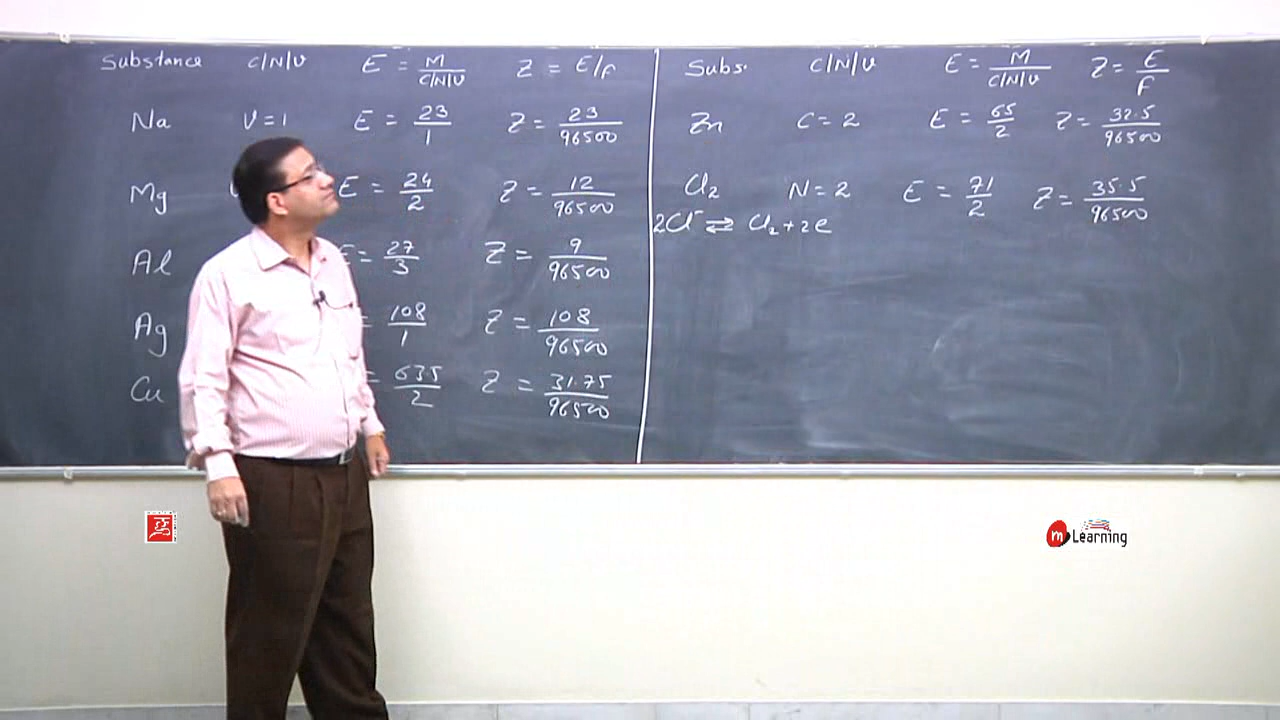 Substance C/N/V E = M/C/N/V Z = E/F
Na V = 1 E = 23/1 Z = 23/96500
Mg E = 24/2 Z = 12/96500
Al E = 27/3 Z = 9/96500
Ag = 108/1 Z = 108/96500
Cu = 63.5/2 Z = 31.75/96500
Subs. C/N/V E = M/C/N/V Z = E/F
Zn C = 2 E = 65/2 Z = 32.5/96500
Cl₂ N = 2 E = 71/2 Z = 35.5/96500
2Cl⁻ ⇌ Cl₂ + 2e
m Learning